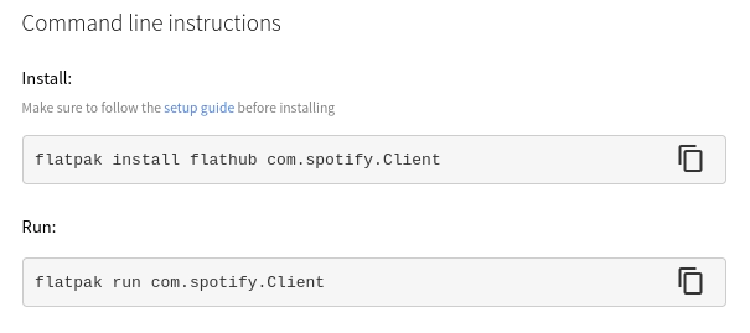 Command line instructions
Install:
Make sure to follow the setup guide before installing
flatpak install flathub com.spotify.Client
Run:
flatpak run com.spotify.Client